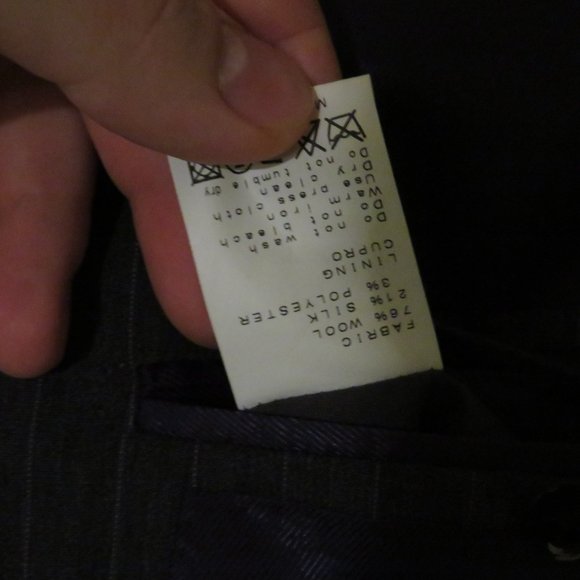 FABRIC
76% WOOL
21% SILK
3% POLYESTER
LINING
CUPRO
Do not wash
Do not bleach
Warm iron
Use press cloth
Dry clean
Do not tumble dry